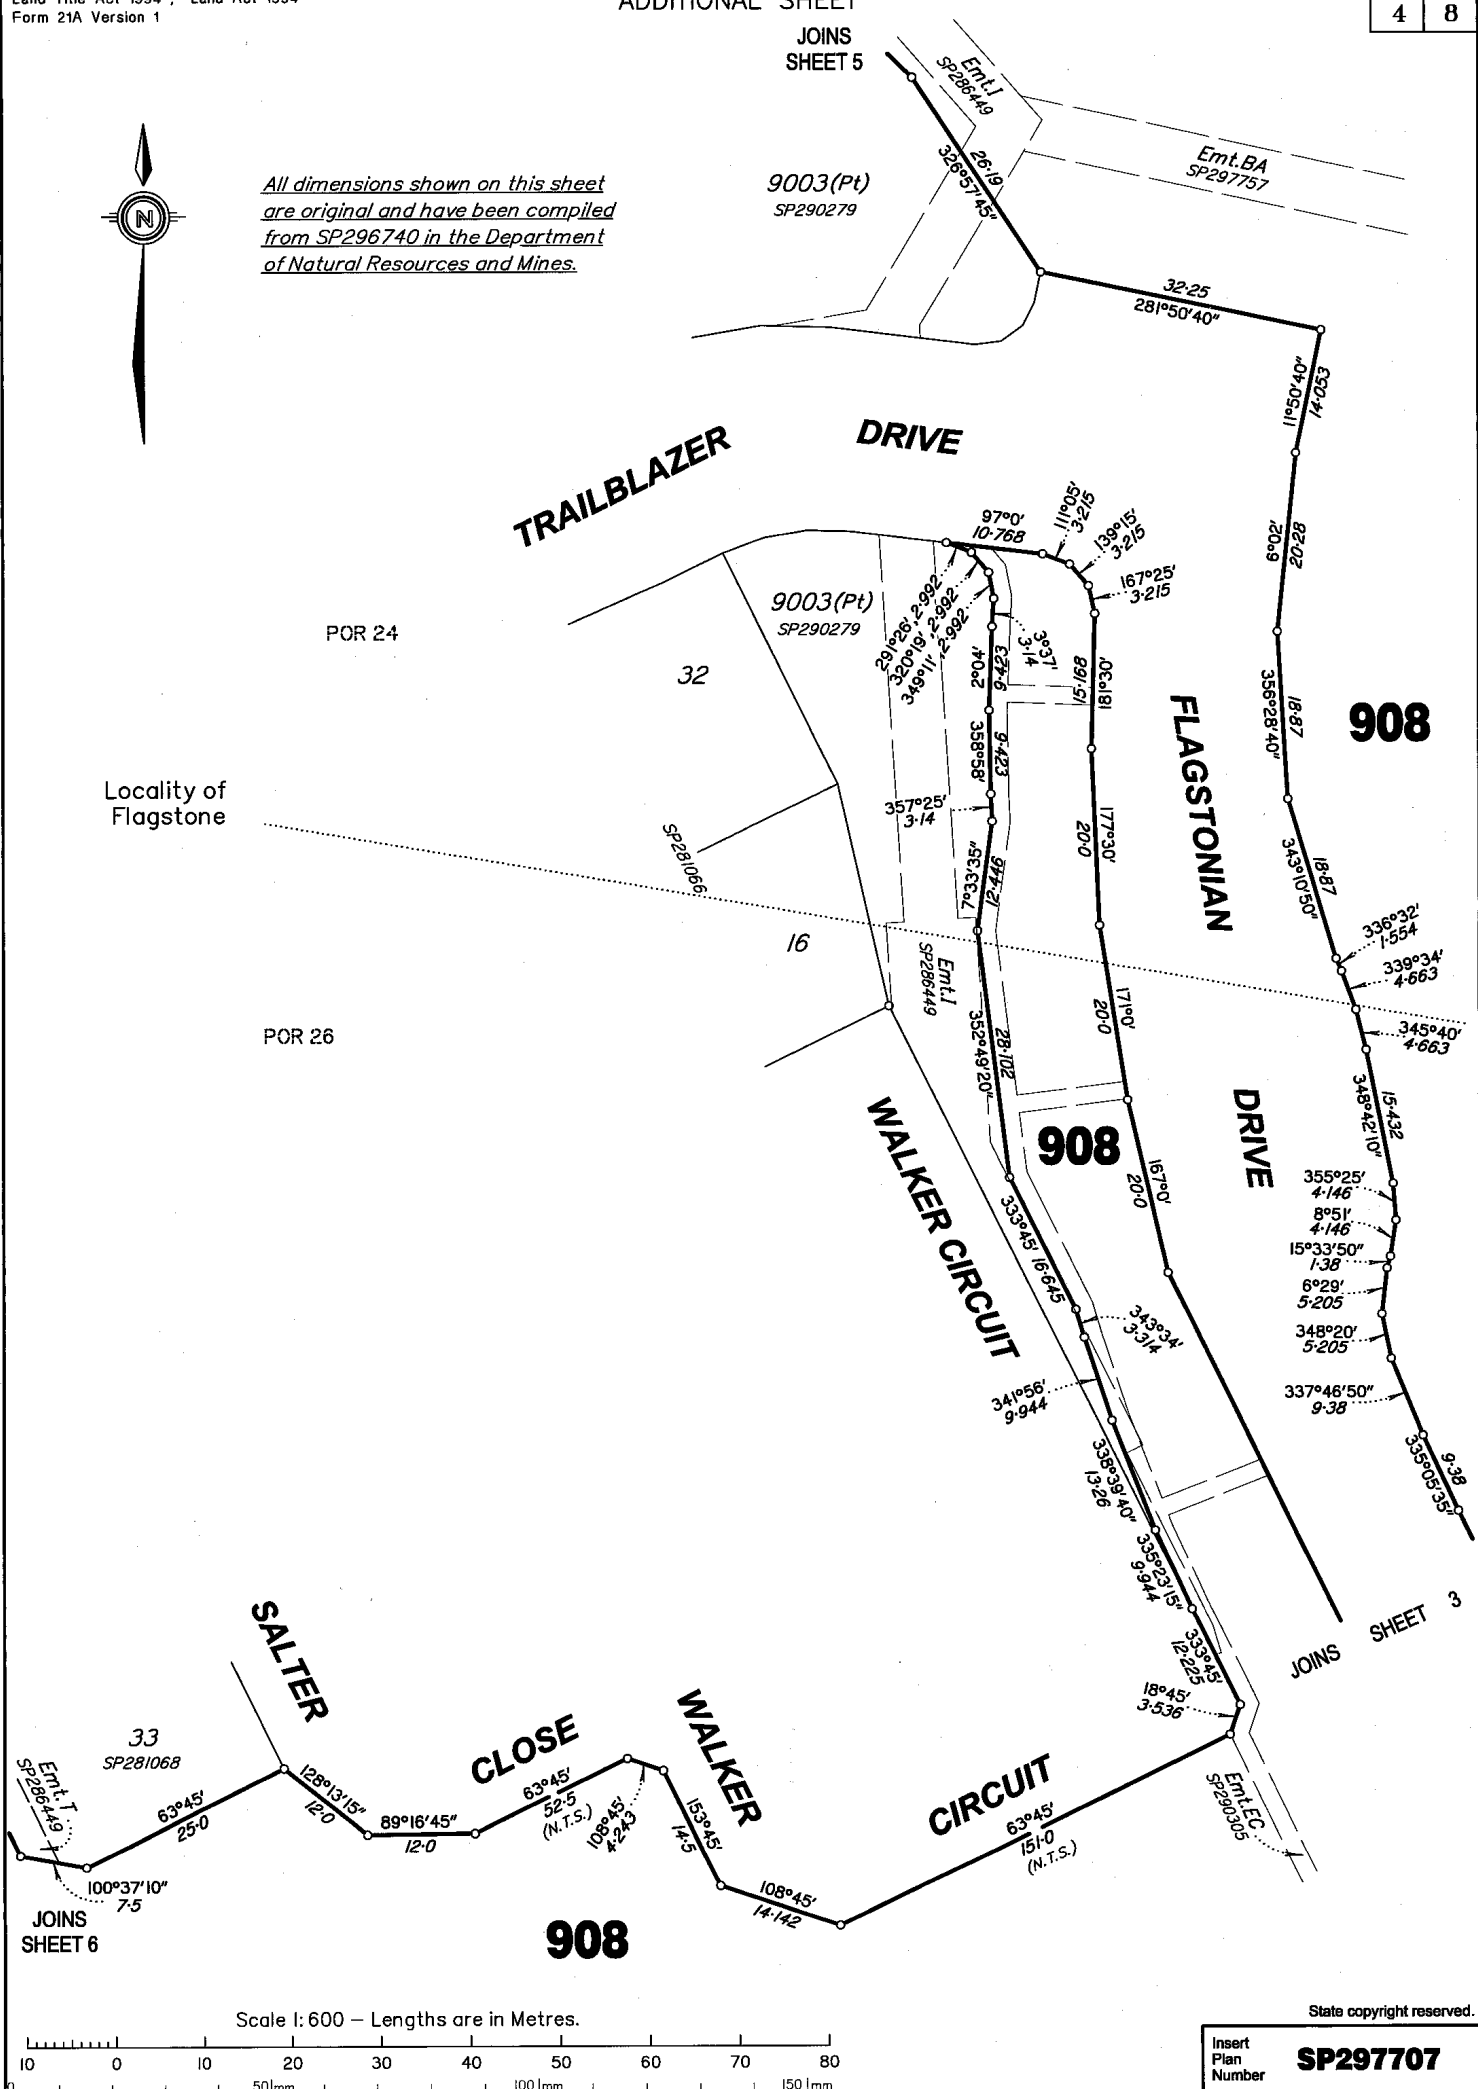 Form 21A Version 1
ADDITIONAL SHEET
4 8
JOINS
SHEET 5
Emt.I
SP286449
Emt.BA
SP297757
All dimensions shown on this sheet
are original and have been compiled
from SP296740 in the Department
of Natural Resources and Mines.
N
9003(Pt)
SP290279
26·19
326°57'45"
32·25
281°50'40"
11°50'40"
14·053
TRAILBLAZER DRIVE
97°0'
10·768
111°05'
3·215
139°15'
3·215
167°25'
3·215
6°02'
20·28
9003(Pt)
SP290279
291°26', 2·992
320°19', 2·992
349°11', 2·992
3°37'
3·14
2°04'
9·423
15·168
181°30'
POR 24
32
358°58'
9·423
356°28'40"
18·87
908
FLAGSTONIAN
Locality of
Flagstone
357°25'
3·14
177°30'
20·0
SP281066
7°33'35"
12·446
343°10'50"
18·87
16
336°32'
1·554
339°34'
4·663
Emt.I
SP286449
171°0'
20·0
345°40'
4·663
POR 26
352°49'20"
28·102
348°42'10"
15·432
WALKER CIRCUIT
908
DRIVE
167°0'
20·0
355°25'
4·146
8°51'
4·146
15°33'50"
1·38
333°45' 16·645
6°29'
5·205
343°34'
3·314
348°20'
5·205
341°56'
9·944
337°46'50"
9·38
338°39'40"
13·26
9·38
335°05'35"
335°23'15"
9·944
JOINS SHEET 3
333°45'
12·225
SALTER
18°45'
3·536
33
SP281068
WALKER
CLOSE
Emt.T
SP286449
63°45'
25·0
128°13'15"
12·0
89°16'45"
12·0
63°45'
52·5
(N.T.S.)
108°45'
4·243
153°45'
14·5
CIRCUIT
63°45'
151·0
(N.T.S.)
Emt.EC
SP290305
100°37'10"
7·5
108°45'
14·142
JOINS
SHEET 6
908
Scale 1:600 – Lengths are in Metres.
State copyright reserved.
10 0 10 20 30 40 50 60 70 80
50mm 100mm 150mm
Insert
Plan
Number
SP297707